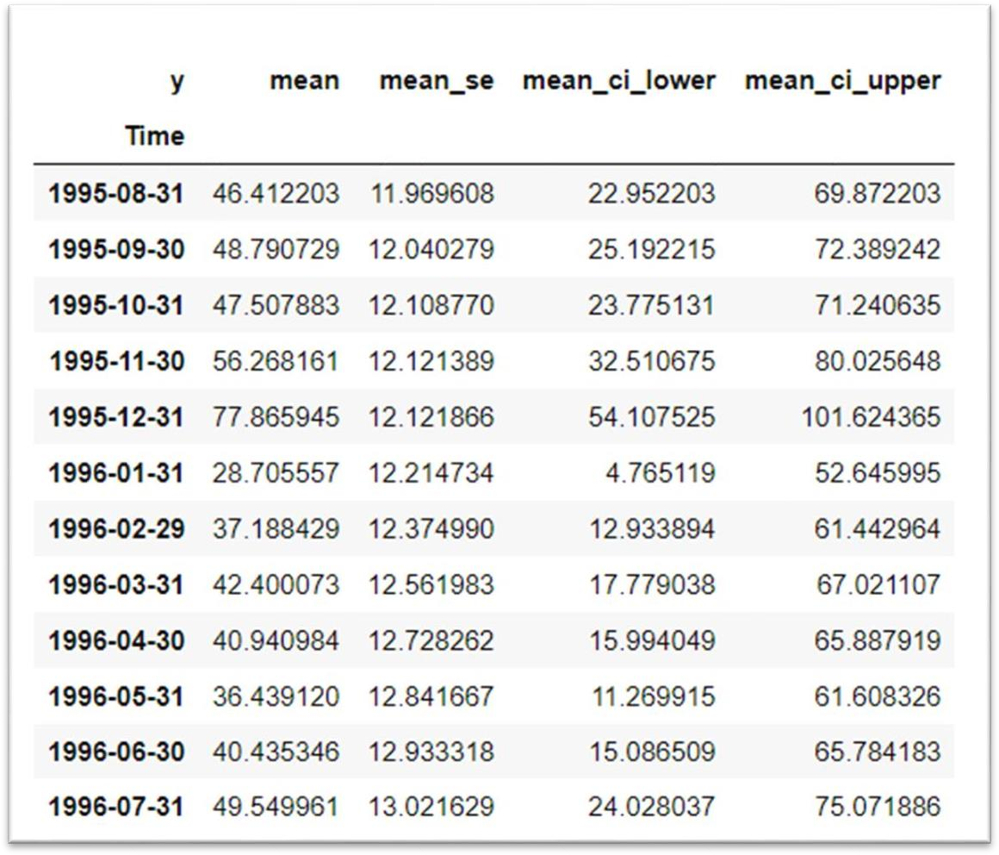 y mean mean_se mean_ci_lower mean_ci_upper
Time
1995-08-31 46.412203 11.969608 22.952203 69.872203
1995-09-30 48.790729 12.040279 25.192215 72.389242
1995-10-31 47.507883 12.108770 23.775131 71.240635
1995-11-30 56.268161 12.121389 32.510675 80.025648
1995-12-31 77.865945 12.121866 54.107525 101.624365
1996-01-31 28.705557 12.214734 4.765119 52.645995
1996-02-29 37.188429 12.374990 12.933894 61.442964
1996-03-31 42.400073 12.561983 17.779038 67.021107
1996-04-30 40.940984 12.728262 15.994049 65.887919
1996-05-31 36.439120 12.841667 11.269915 61.608326
1996-06-30 40.435346 12.933318 15.086509 65.784183
1996-07-31 49.549961 13.021629 24.028037 75.071886